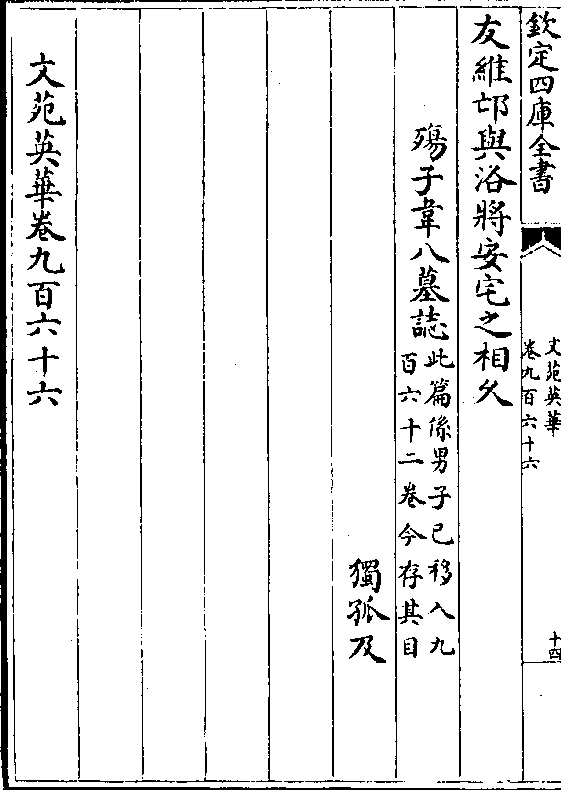 欽定四庫全書
文苑英華
卷九百六十六
十四
友維邙與洛將安宅之相攵
殤子韋八墓誌
此篇係男子已移入九
百六十二卷今存其目
獨孤及
文苑英華卷九百六十六